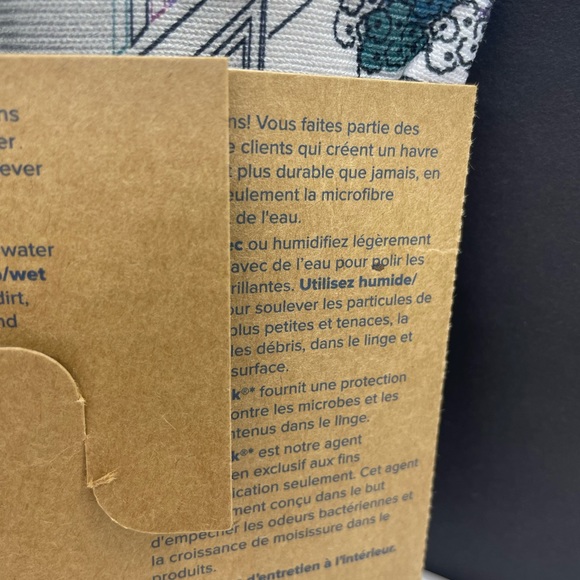 ns
er
ever
water
/wet
dirt,
nd
ns! Vous faites partie des
e clients qui créent un havre
t plus durable que jamais, en
eulement la microfibre
de l'eau.
ec ou humidifiez légèrement
avec de l'eau pour polir les
rillantes. Utilisez humide/
our soulever les particules de
plus petites et tenaces, la
les débris, dans le linge et
surface.
k®* fournit une protection
ontre les microbes et les
ntenus dans le linge.
k®* est notre agent
en exclusif aux fins
ication seulement. Cet agent
ment conçu dans le but
d'empêcher les odeurs bactériennes et
la croissance de moisissure dans le
produits.
d'entretien à l'intérieur.